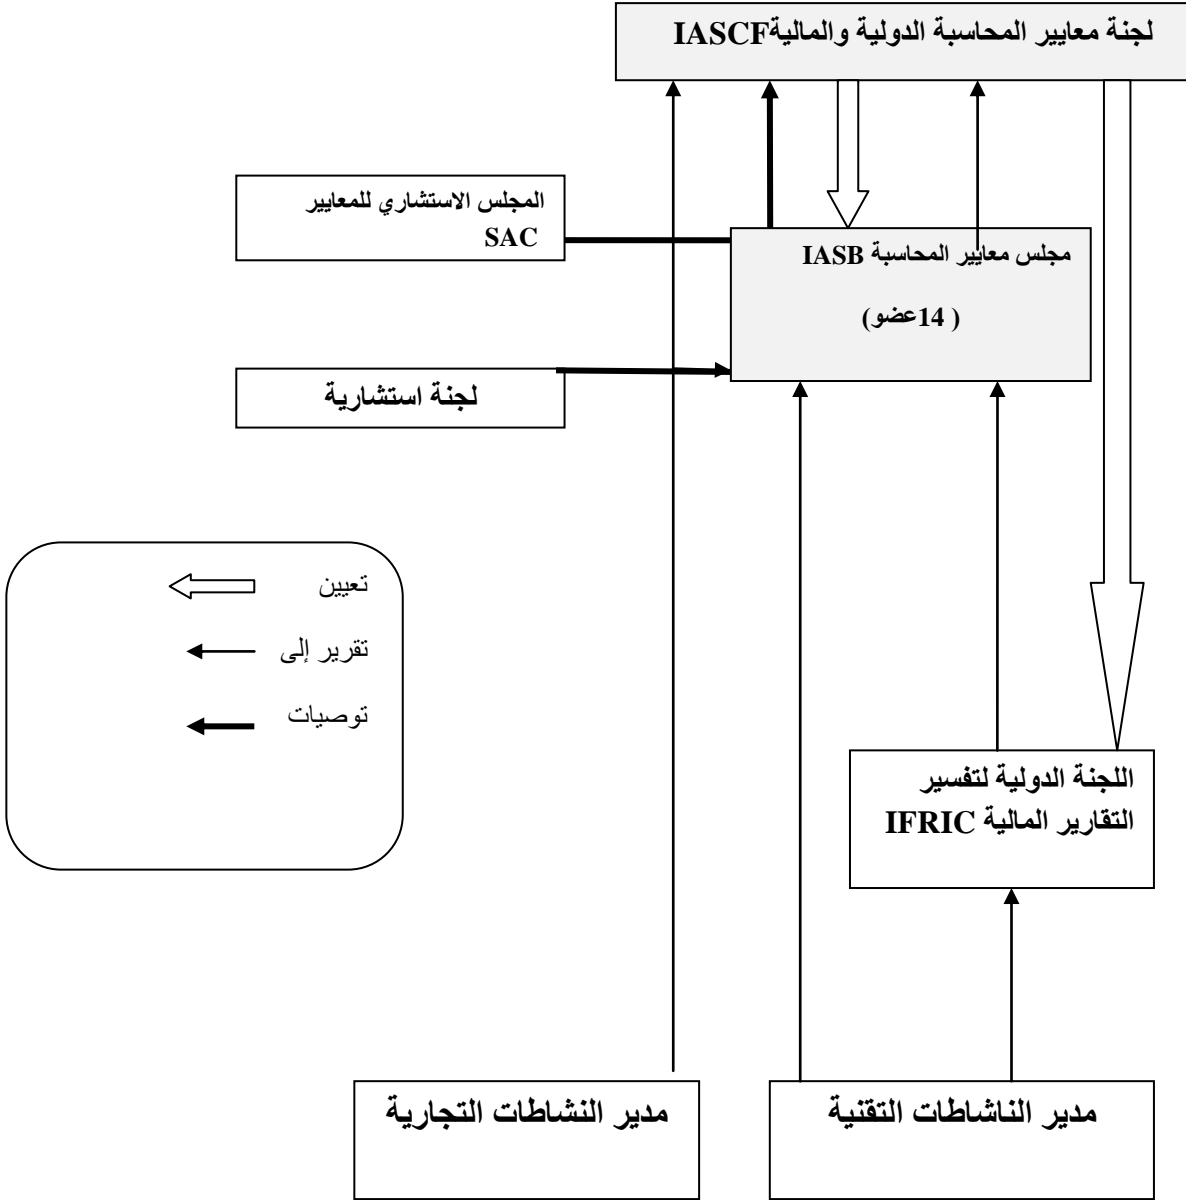 لجنة معايير المحاسبة الدولية والماليةIASCF
المجلس الاستشاري للمعايير
SAC
مجلس معايير المحاسبة IASB
( 14عضو)
لجنة استشارية
تعيين
تقرير إلى
توصيات
اللجنة الدولية لتفسير
التقارير المالية IFRIC
مدير الناشاطات التقنية
مدير النشاطات التجارية